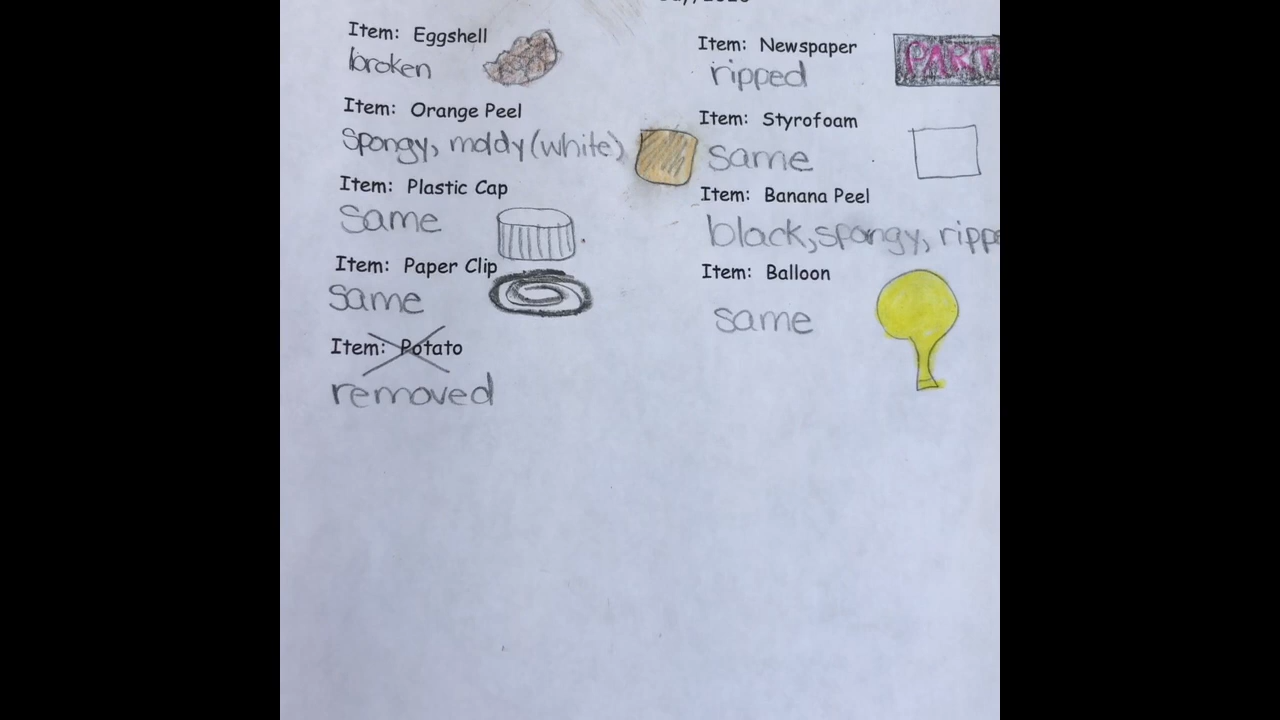 Item: Eggshell
broken
Item: Orange Peel
Spongy, moldy (white)
Item: Plastic Cap
Same
Item: Paper Clip
Same
Item: Potato
removed
Item: Newspaper
ripped
PART
Item: Styrofoam
same
Item: Banana Peel
black, spongy,
Item: Balloon
same